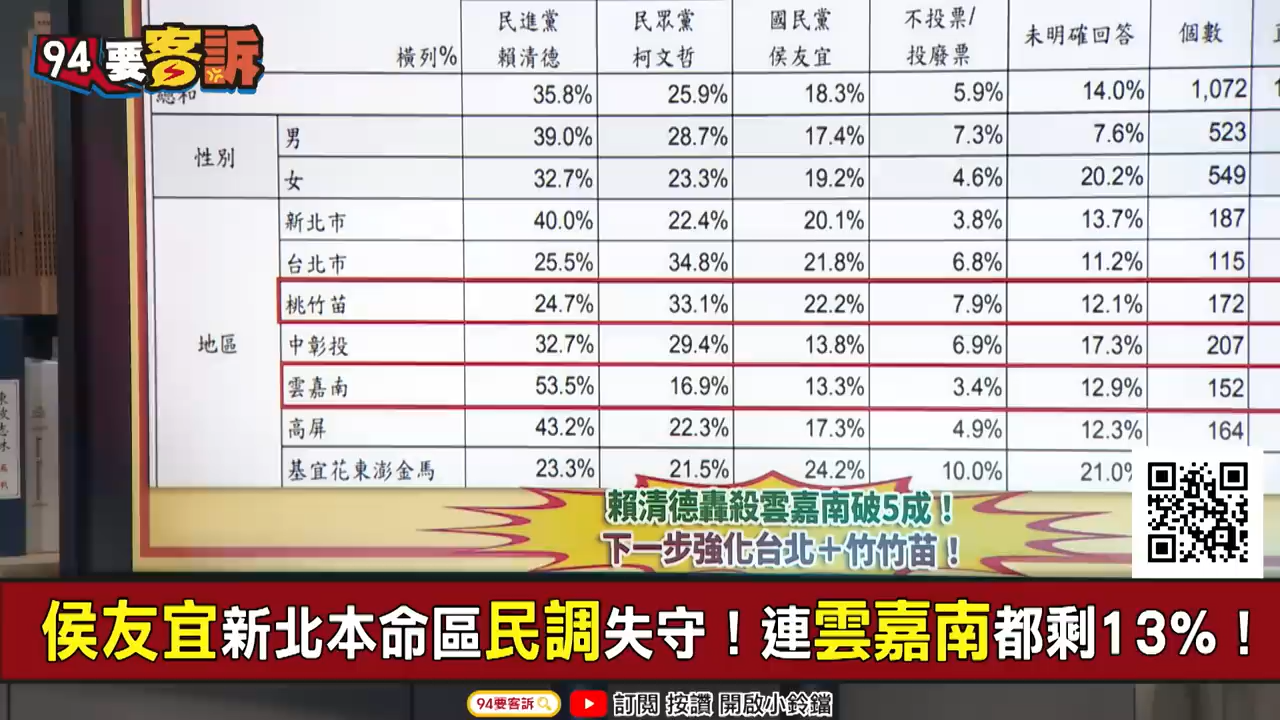 94要客訴
民進黨 民眾黨 國民黨 不投票/ 未明確回答 個數
橫列% 賴清德 柯文哲 侯友宜 投廢票
總和 35.8% 25.9% 18.3% 5.9% 14.0% 1,072
性別
男 39.0% 28.7% 17.4% 7.3% 7.6% 523
女 32.7% 23.3% 19.2% 4.6% 20.2% 549
地區
新北市 40.0% 22.4% 20.1% 3.8% 13.7% 187
台北市 25.5% 34.8% 21.8% 6.8% 11.2% 115
桃竹苗 24.7% 33.1% 22.2% 7.9% 12.1% 172
中彰投 32.7% 29.4% 13.8% 6.9% 17.3% 207
雲嘉南 53.5% 16.9% 13.3% 3.4% 12.9% 152
高屏 43.2% 22.3% 17.3% 4.9% 12.3% 164
基宜花東澎金馬 23.3% 21.5% 24.2% 10.0% 21.0%
賴清德轟殺雲嘉南破5成！
下一步強化台北＋竹竹苗！
侯友宜新北本命區民調失守！連雲嘉南都剩13%！
94要客訴 訂閱 按讚 開啟小鈴鐺